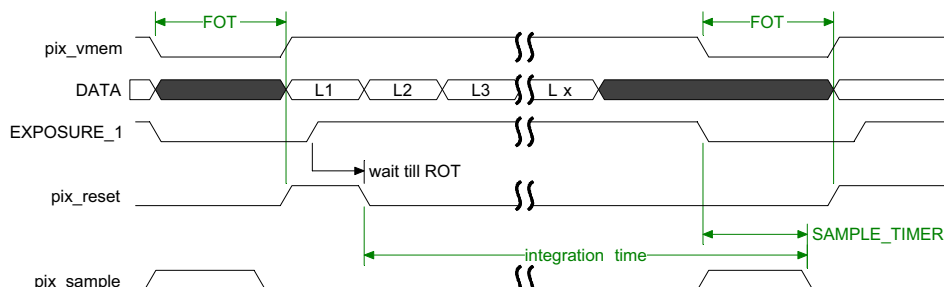 FOT FOT
pix_vmem
DATA L1 L2 L3 L x
EXPOSURE_1
wait till ROT
pix_reset
SAMPLE_TIMER
integration time
pix_sample